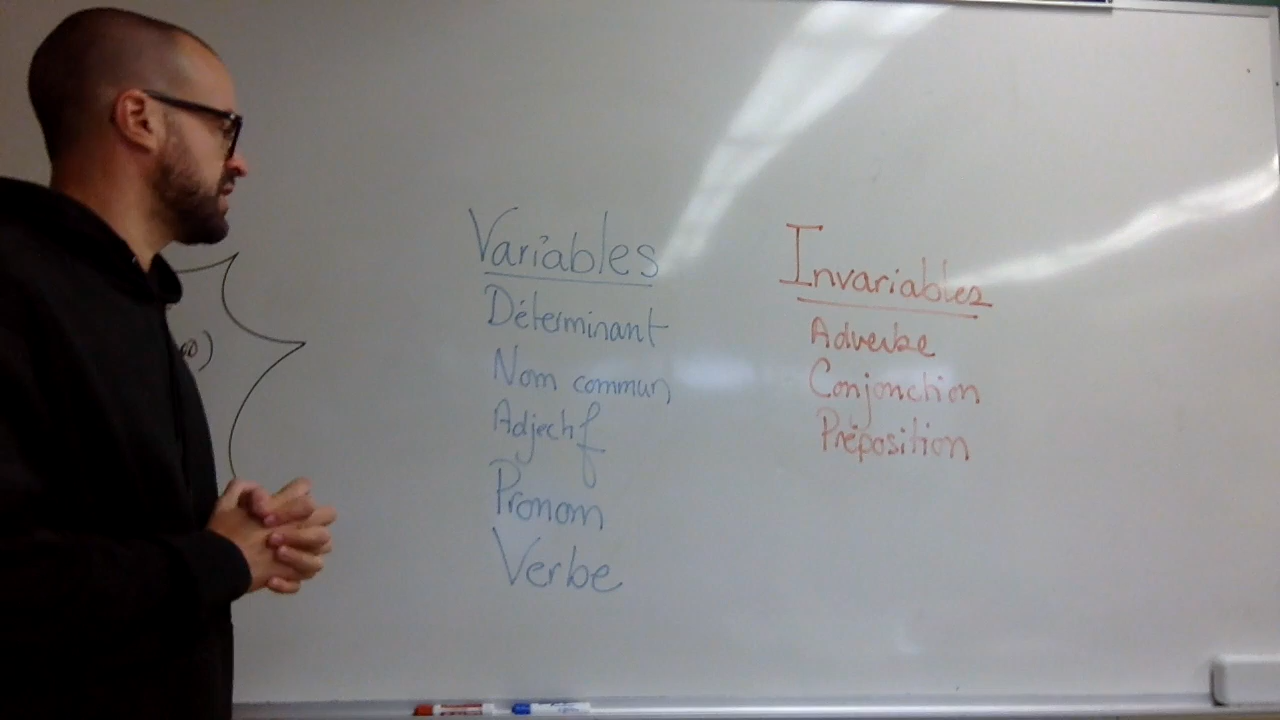 Variables
Déterminant
Nom commun
Adjectif
Pronom
Verbe
Invariables
Adverbe
Conjonction
Préposition